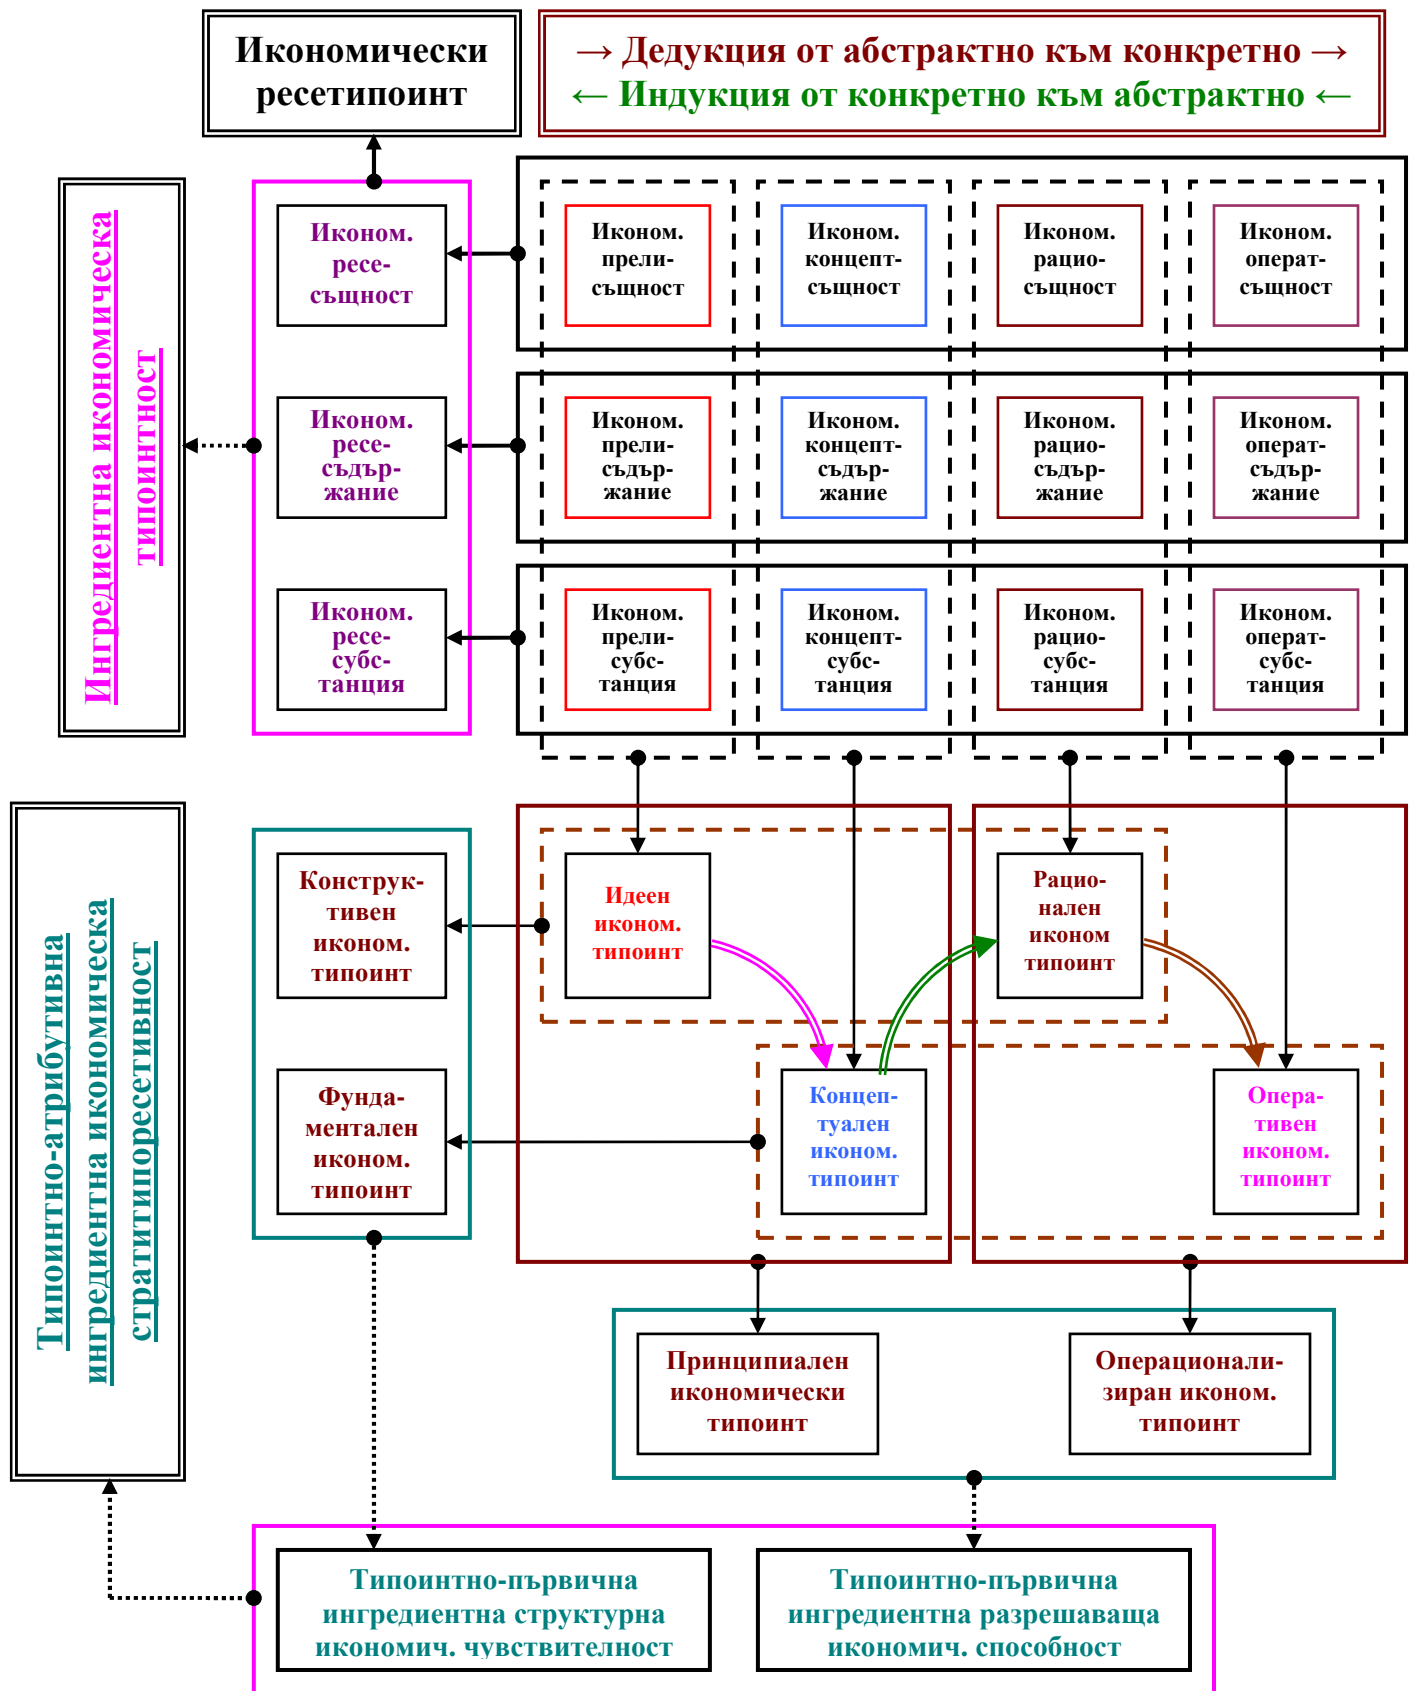 Икономически
ресетипоинт
→ Дедукция от абстрактно към конкретно →
← Индукция от конкретно към абстрактно ←
Ингредиентна икономическа
типоинтност
Иконом.
ресе-
същност
Иконом.
прели-
същност
Иконом.
концепт-
същност
Иконом.
рацио-
същност
Иконом.
операт-
същност
Иконом.
ресе-
съдър-
жание
Иконом.
прели-
съдър-
жание
Иконом.
концепт-
съдър-
жание
Иконом.
рацио-
съдър-
жание
Иконом.
операт-
съдър-
жание
Иконом.
ресе-
субс-
танция
Иконом.
прели-
субс-
танция
Иконом.
концепт-
субс-
танция
Иконом.
рацио-
субс-
танция
Иконом.
операт-
субс-
танция
Типоинтно-атрибутивна
ингредиентна икономическа
стратитипоресетивност
Конструк-
тивен
иконом.
типоинт
Идеен
иконом.
типоинт
Рацио-
нален
иконом
типоинт
Фунда-
ментален
иконом.
типоинт
Концеп-
туален
иконом.
типоинт
Опера-
тивен
иконом.
типоинт
Принципиален
икономически
типоинт
Операционали-
зиран иконом.
типоинт
Типоинтно-първична
ингредиентна структурна
икономич. чувствителност
Типоинтно-първична
ингредиентна разрешаваща
икономич. способност